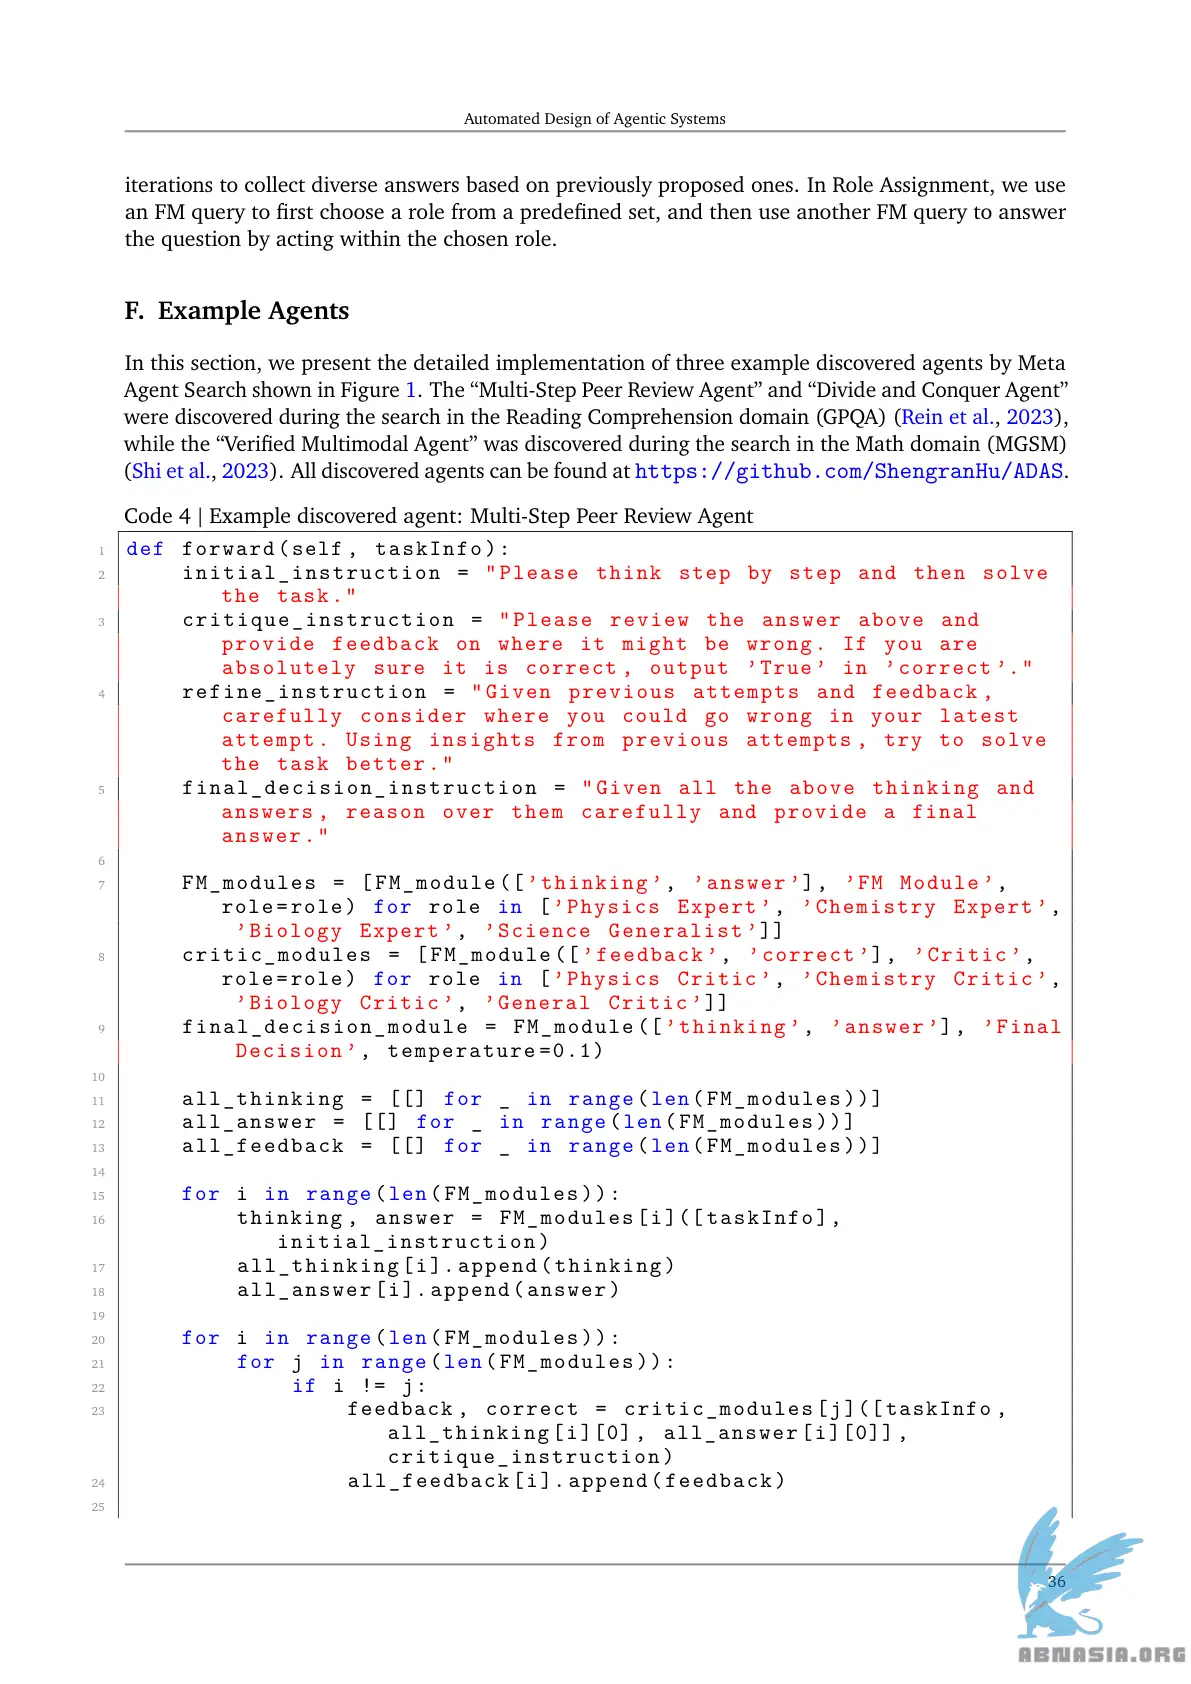 Automated Design of Agentic Systems
iterations to collect diverse answers based on previously proposed ones. In Role Assignment, we use
an FM query to first choose a role from a predefined set, and then use another FM query to answer
the question by acting within the chosen role.
F. Example Agents
In this section, we present the detailed implementation of three example discovered agents by Meta
Agent Search shown in Figure 1. The “Multi-Step Peer Review Agent” and “Divide and Conquer Agent”
were discovered during the search in the Reading Comprehension domain (GPQA) (Rein et al., 2023),
while the “Verified Multimodal Agent” was discovered during the search in the Math domain (MGSM)
(Shi et al., 2023). All discovered agents can be found at https://github.com/ShengranHu/ADAS.
Code 4 | Example discovered agent: Multi-Step Peer Review Agent
1 def forward(self, taskInfo):
2 initial_instruction = "Please think step by step and then solve
the task."
3 critique_instruction = "Please review the answer above and
provide feedback on where it might be wrong. If you are
absolutely sure it is correct, output ’True’ in ’correct’."
4 refine_instruction = "Given previous attempts and feedback,
carefully consider where you could go wrong in your latest
attempt. Using insights from previous attempts, try to solve
the task better."
5 final_decision_instruction = "Given all the above thinking and
answers, reason over them carefully and provide a final
answer."
6
7 FM_modules = [FM_module([’thinking’, ’answer’], ’FM Module’,
role=role) for role in [’Physics Expert’, ’Chemistry Expert’,
’Biology Expert’, ’Science Generalist’]]
8 critic_modules = [FM_module([’feedback’, ’correct’], ’Critic’,
role=role) for role in [’Physics Critic’, ’Chemistry Critic’,
’Biology Critic’, ’General Critic’]]
9 final_decision_module = FM_module([’thinking’, ’answer’], ’Final
Decision’, temperature=0.1)
10
11 all_thinking = [[] for _ in range(len(FM_modules))]
12 all_answer = [[] for _ in range(len(FM_modules))]
13 all_feedback = [[] for _ in range(len(FM_modules))]
14
15 for i in range(len(FM_modules)):
16 thinking, answer = FM_modules[i]([taskInfo],
initial_instruction)
17 all_thinking[i].append(thinking)
18 all_answer[i].append(answer)
19
20 for i in range(len(FM_modules)):
21 for j in range(len(FM_modules)):
22 if i != j:
23 feedback, correct = critic_modules[j]([taskInfo,
all_thinking[i][0], all_answer[i][0]],
critique_instruction)
24 all_feedback[i].append(feedback)
25
36
ABNASIA.ORG